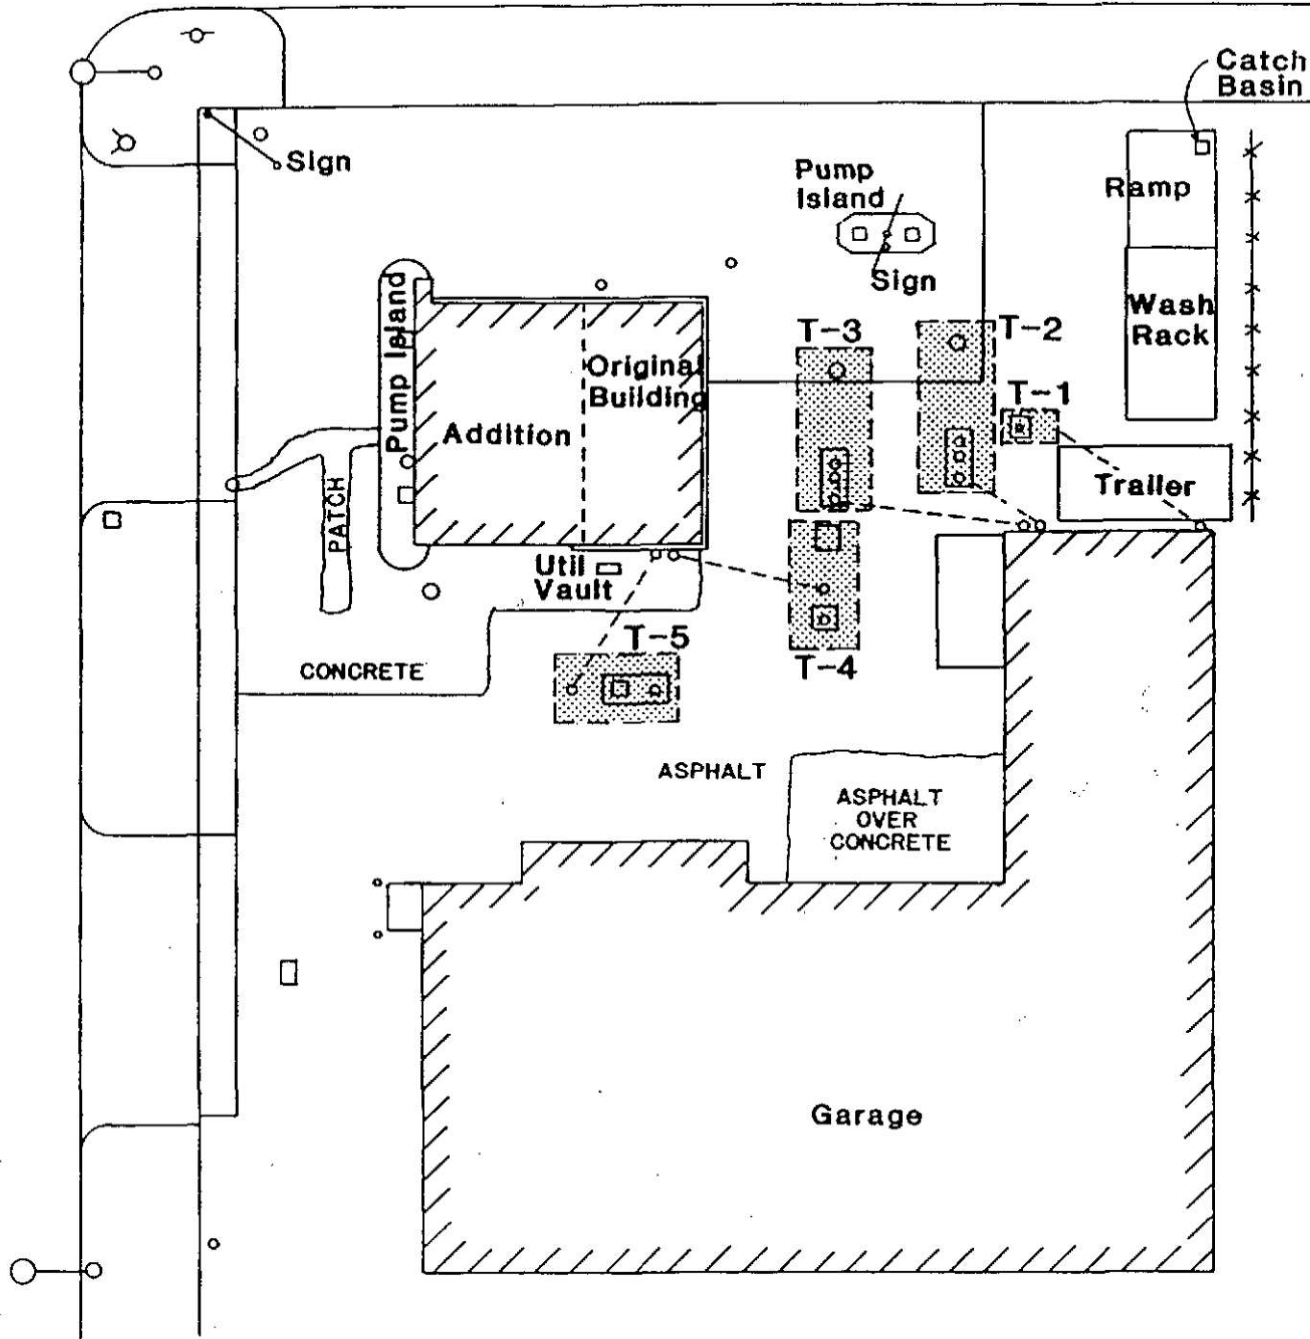 Catch
Basin
Sign
Pump
Island
Ramp
Sign
Pump Island
T-3
T-2
Wash
Rack
Original
Building
T-1
Addition
Trailer
PATCH
Util
Vault
T-5
T-4
CONCRETE
ASPHALT
ASPHALT
OVER
CONCRETE
Garage